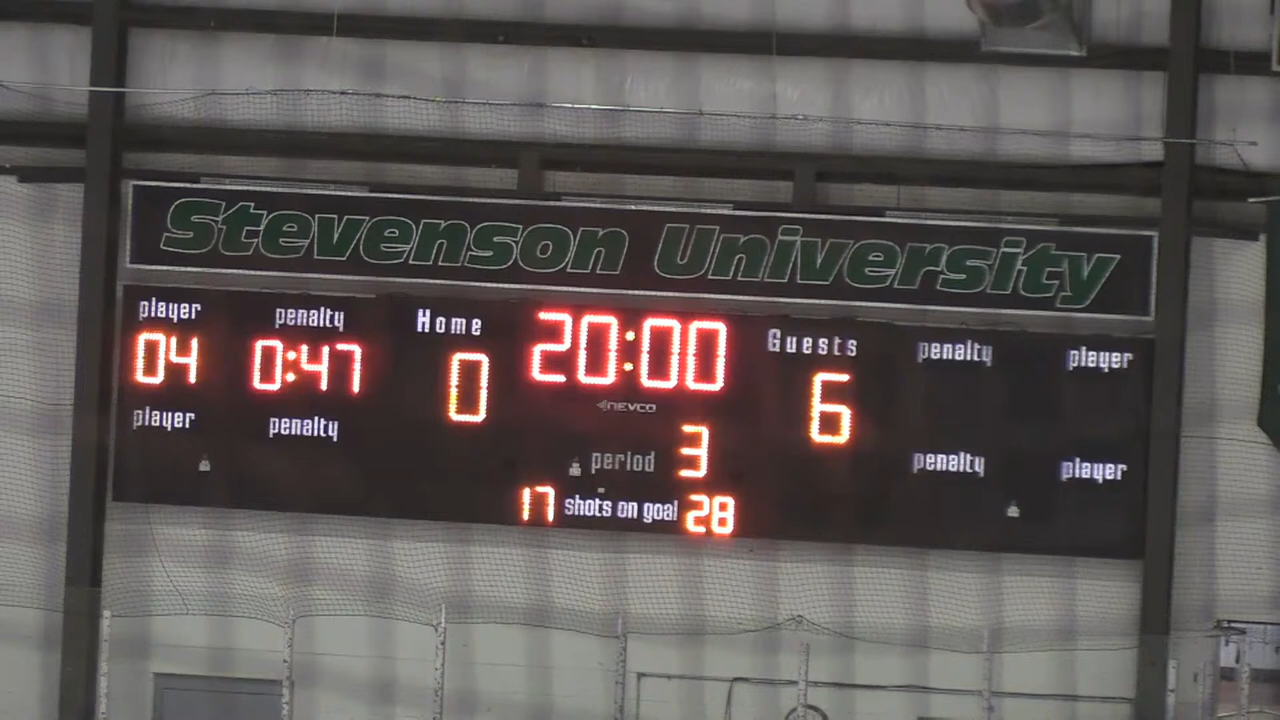 Stevenson University
player penalty Home 20:00 Guests penalty player
04 0:47 0 6
NEVCO
player penalty period 3 penalty player
17 shots on goal 28